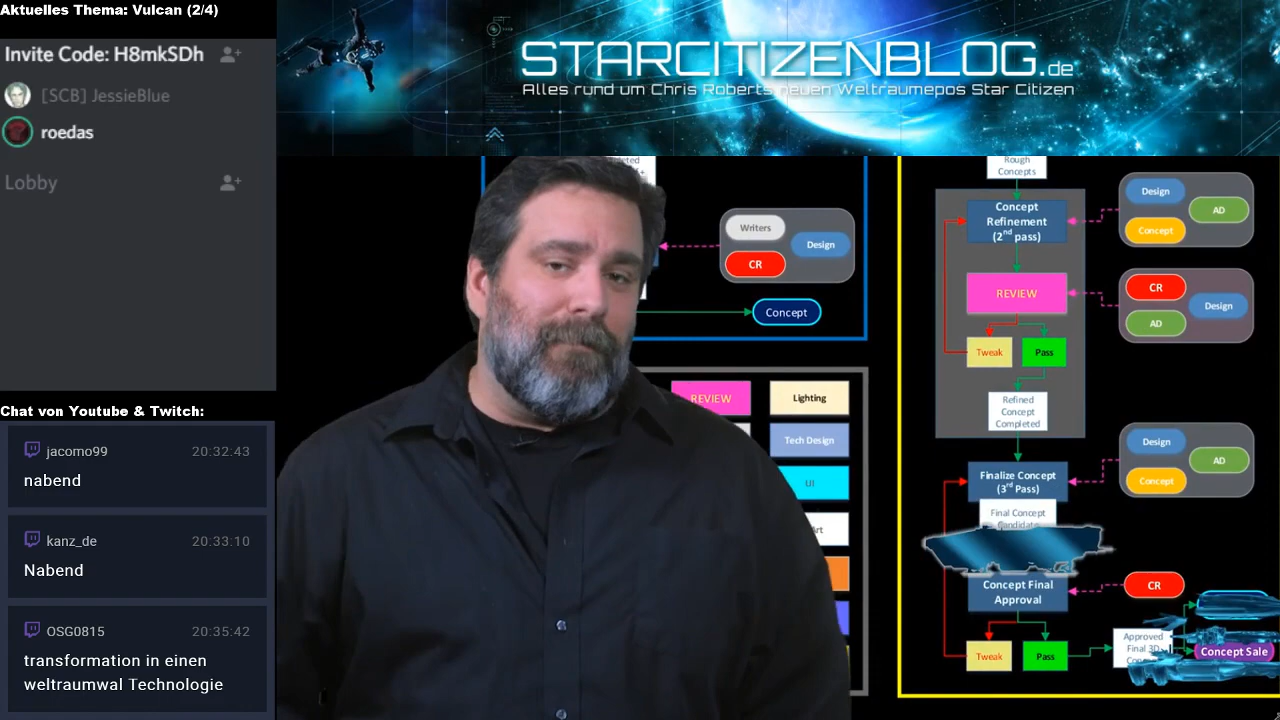 Aktuelles Thema: Vulcan (2/4)
Invite Code: H8mkSDh
[SCB] JessieBlue
roedas
Lobby
Chat von Youtube & Twitch:
jacomo99 20:32:43
nabend
kanz_de 20:33:10
Nabend
OSG0815 20:35:42
transformation in einen
weltraumwal Technologie
STARCITIZENBLOG.de
Alles rund um Chris Roberts neuen Weltraumepos Star Citizen
Writers
Design
CR
Concept
REVIEW
Lighting
Tech Design
UI
Rough
Concepts
Concept
Refinement
(2nd pass)
Design
AD
Concept
REVIEW
CR
Design
AD
Tweak
Pass
Refined
Concept
Completed
Finalize Concept
(3rd Pass)
Design
AD
Concept
Final Concept
Concept Final
Approval
CR
Tweak
Pass
Approved
Final 3D
Concept Sale